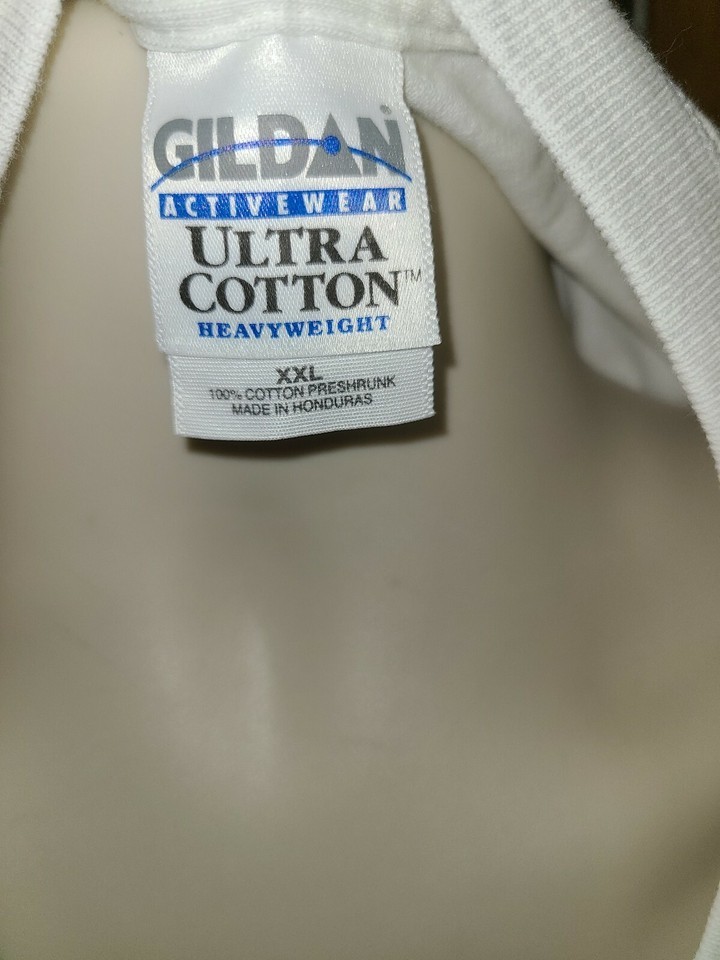 GILDAN
ACTIVEWEAR
ULTRA
COTTON™
HEAVYWEIGHT
XXL
100% COTTON PRESHRUNK
MADE IN HONDURAS